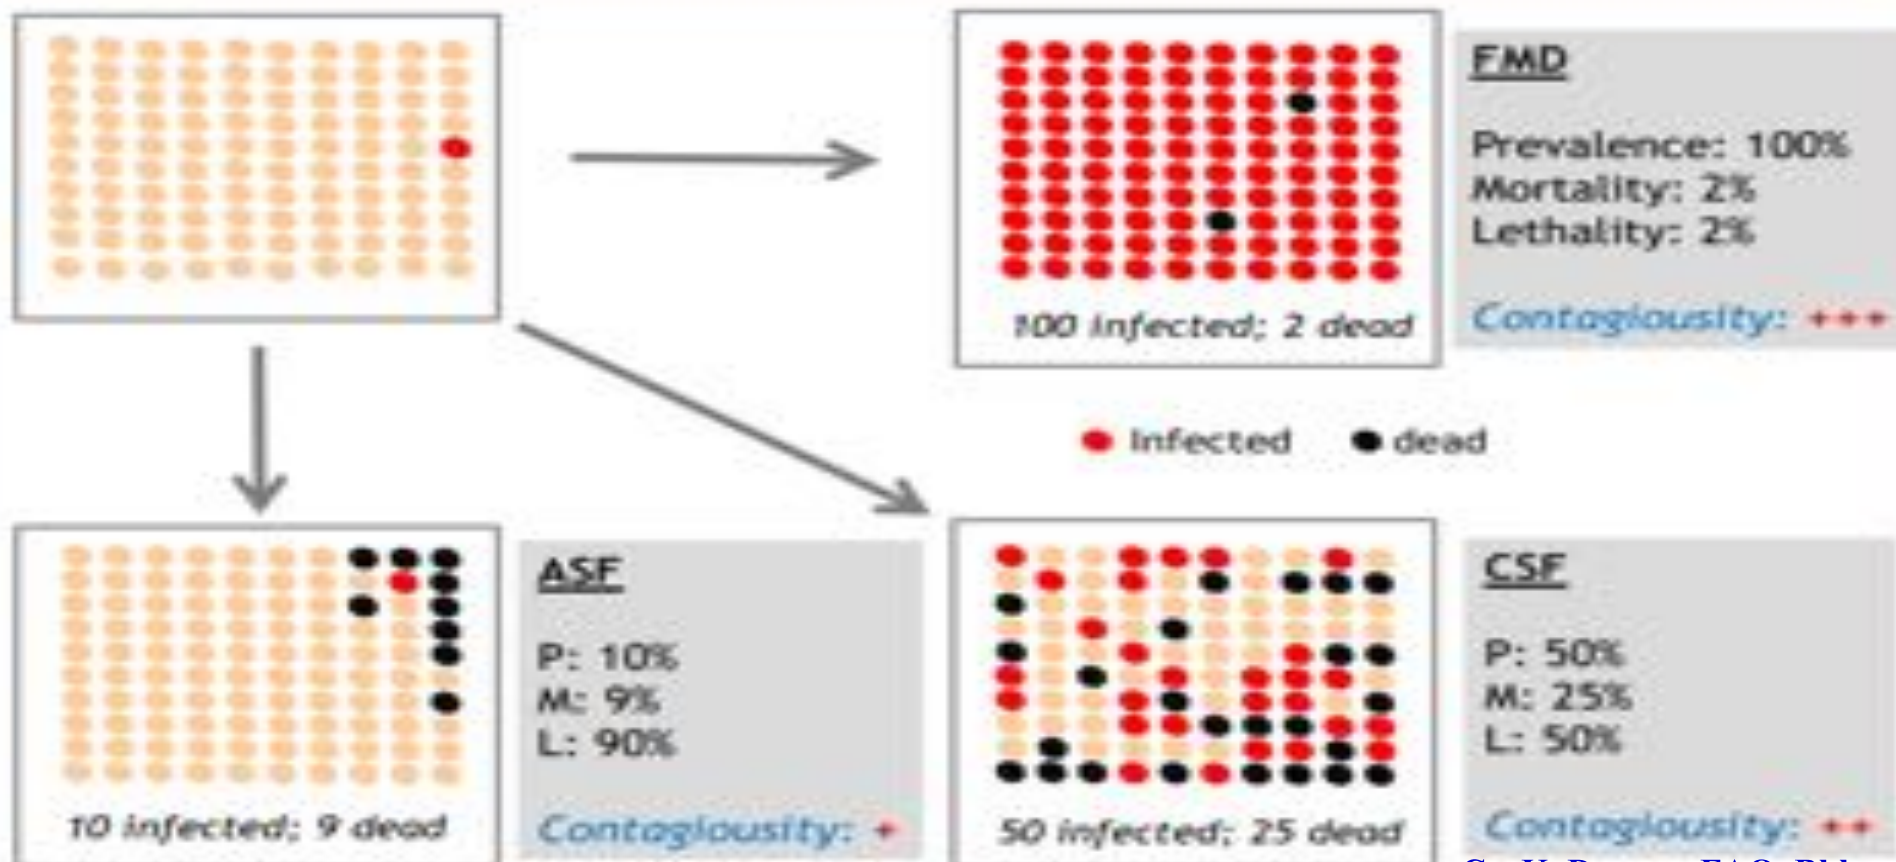 FMD
Prevalence: 100%
Mortality: 2%
Lethality: 2%
Contagiousity: +++
100 infected; 2 dead
Infected dead
ASF
P: 10%
M: 9%
L: 90%
Contagiousity: +
10 infected; 9 dead
CSF
P: 50%
M: 25%
L: 50%
Contagiousity: ++
50 infected; 25 dead